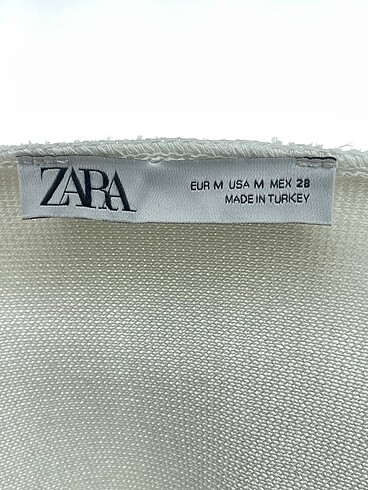 ZARA
EUR M USA M MEX 28
MADE IN TURKEY